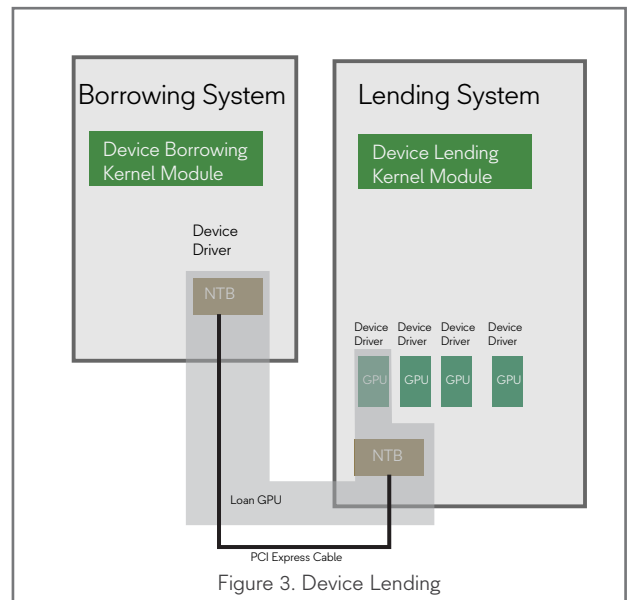 Borrowing System
Device Borrowing
Kernel Module
Device
Driver
NTB
Lending System
Device Lending
Kernel Module
Device
Driver
Device
Driver
Device
Driver
Device
Driver
GPU
GPU
GPU
GPU
NTB
Loan GPU
PCI Express Cable
Figure 3. Device Lending